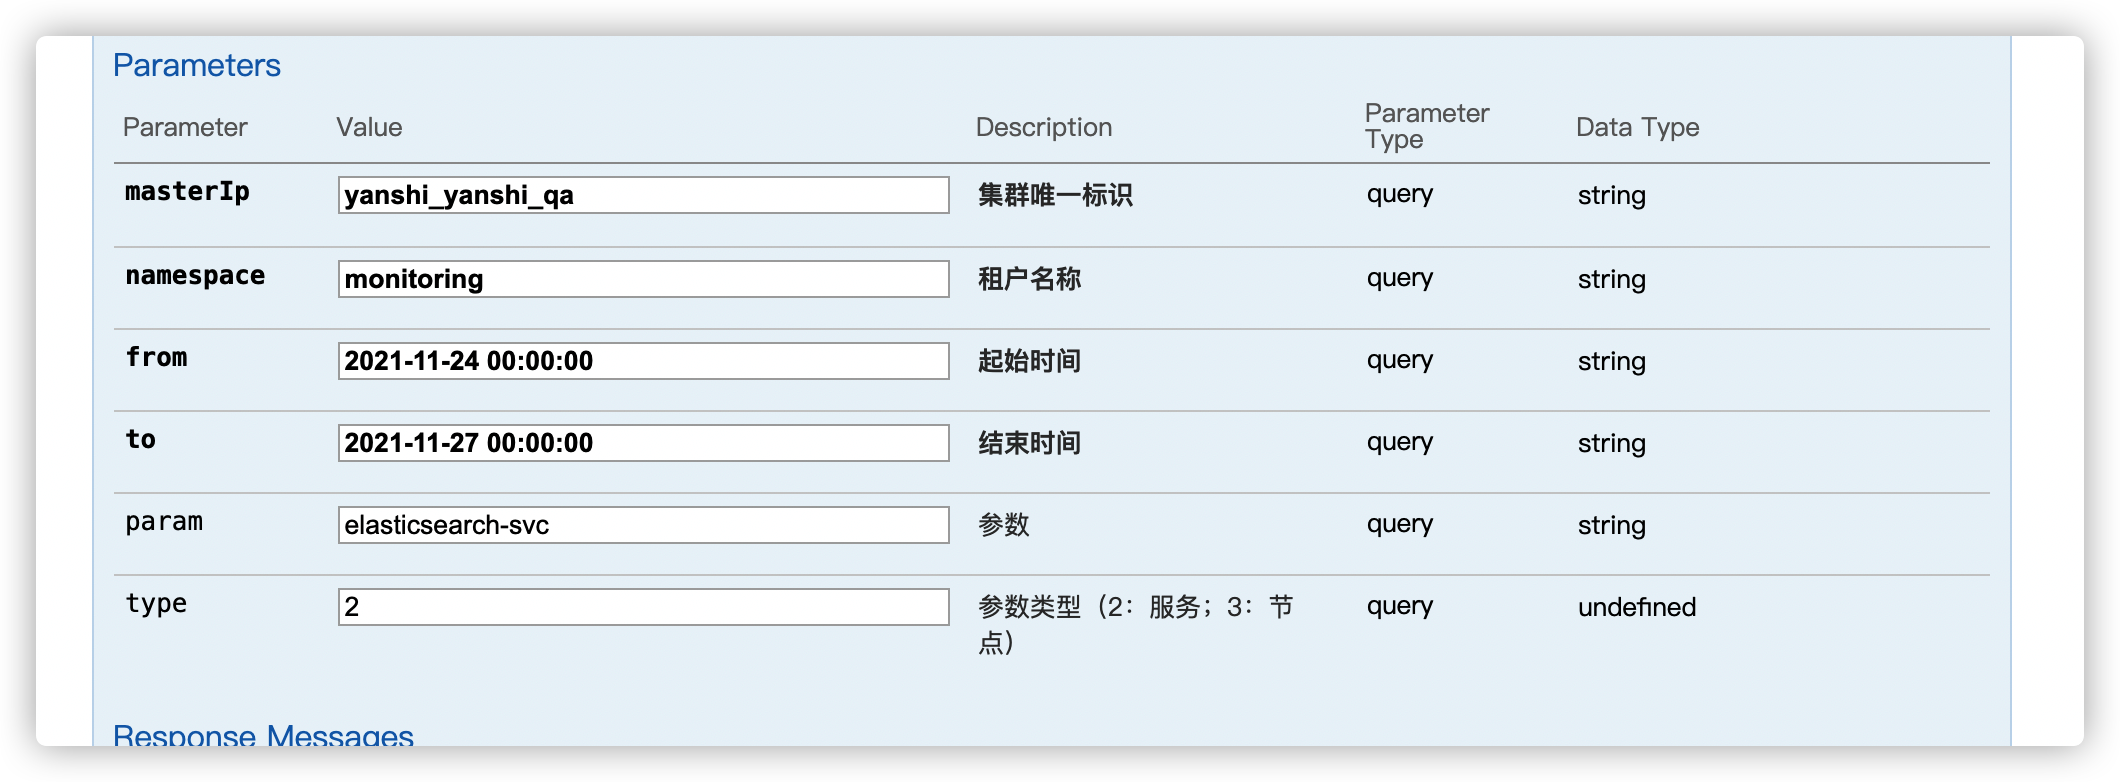 Parameters
Parameter Value Description Parameter Type Data Type
masterIp yanshi_yanshi_qa 集群唯一标识 query string
namespace monitoring 租户名称 query string
from 2021-11-24 00:00:00 起始时间 query string
to 2021-11-27 00:00:00 结束时间 query string
param elasticsearch-svc 参数 query string
type 2 参数类型（2：服务；3：节 query undefined
点）
Response Messages